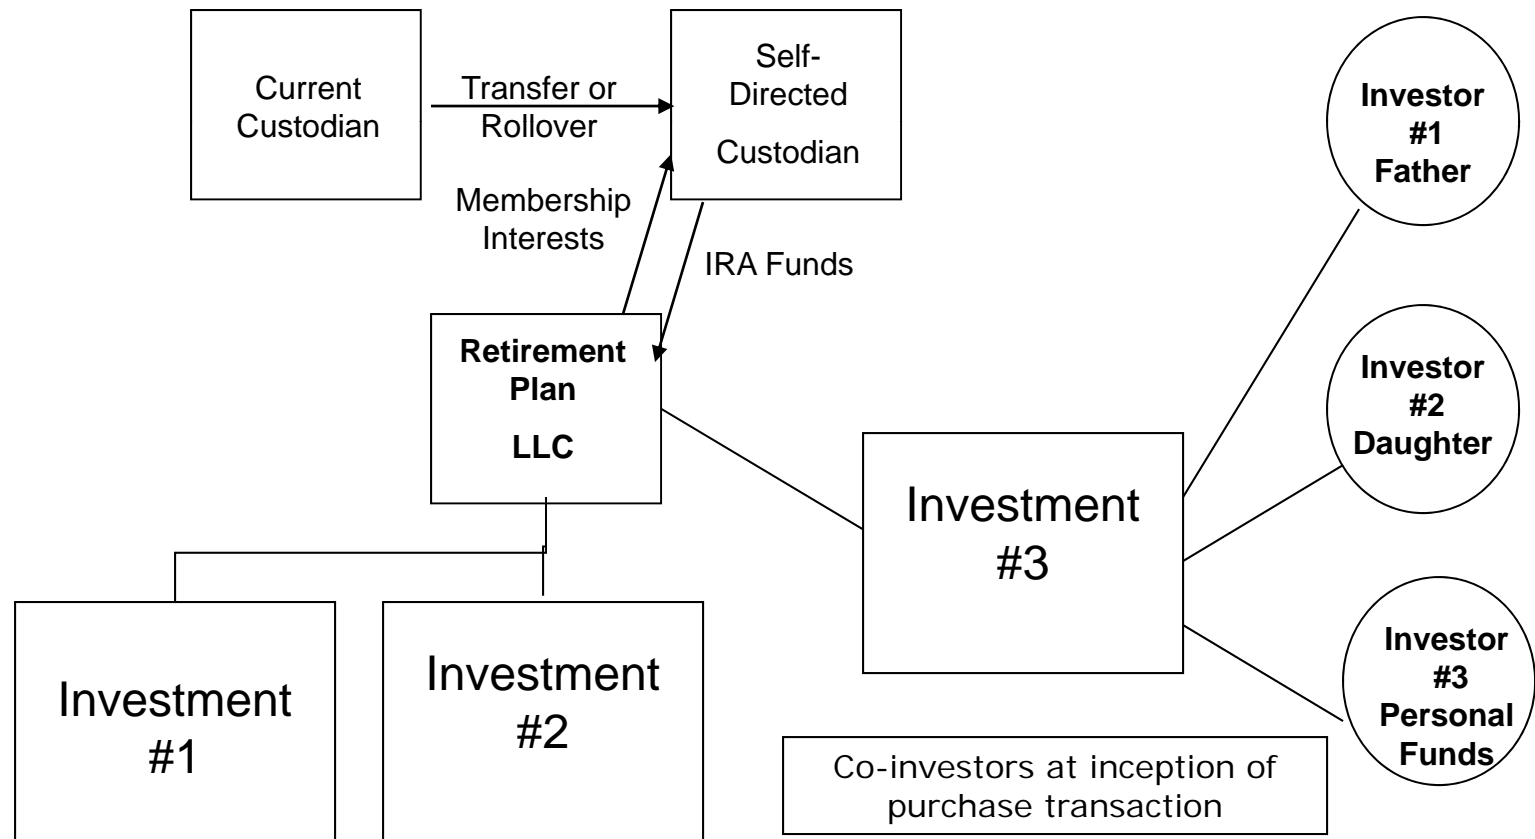 Current
Custodian
Transfer or
Rollover
Self-
Directed
Custodian
Membership
Interests
IRA Funds
Retirement
Plan
LLC
Investment
#1
Investment
#2
Investment
#3
Investor
#1
Father
Investor
#2
Daughter
Investor
#3
Personal
Funds
Co-investors at inception of
purchase transaction